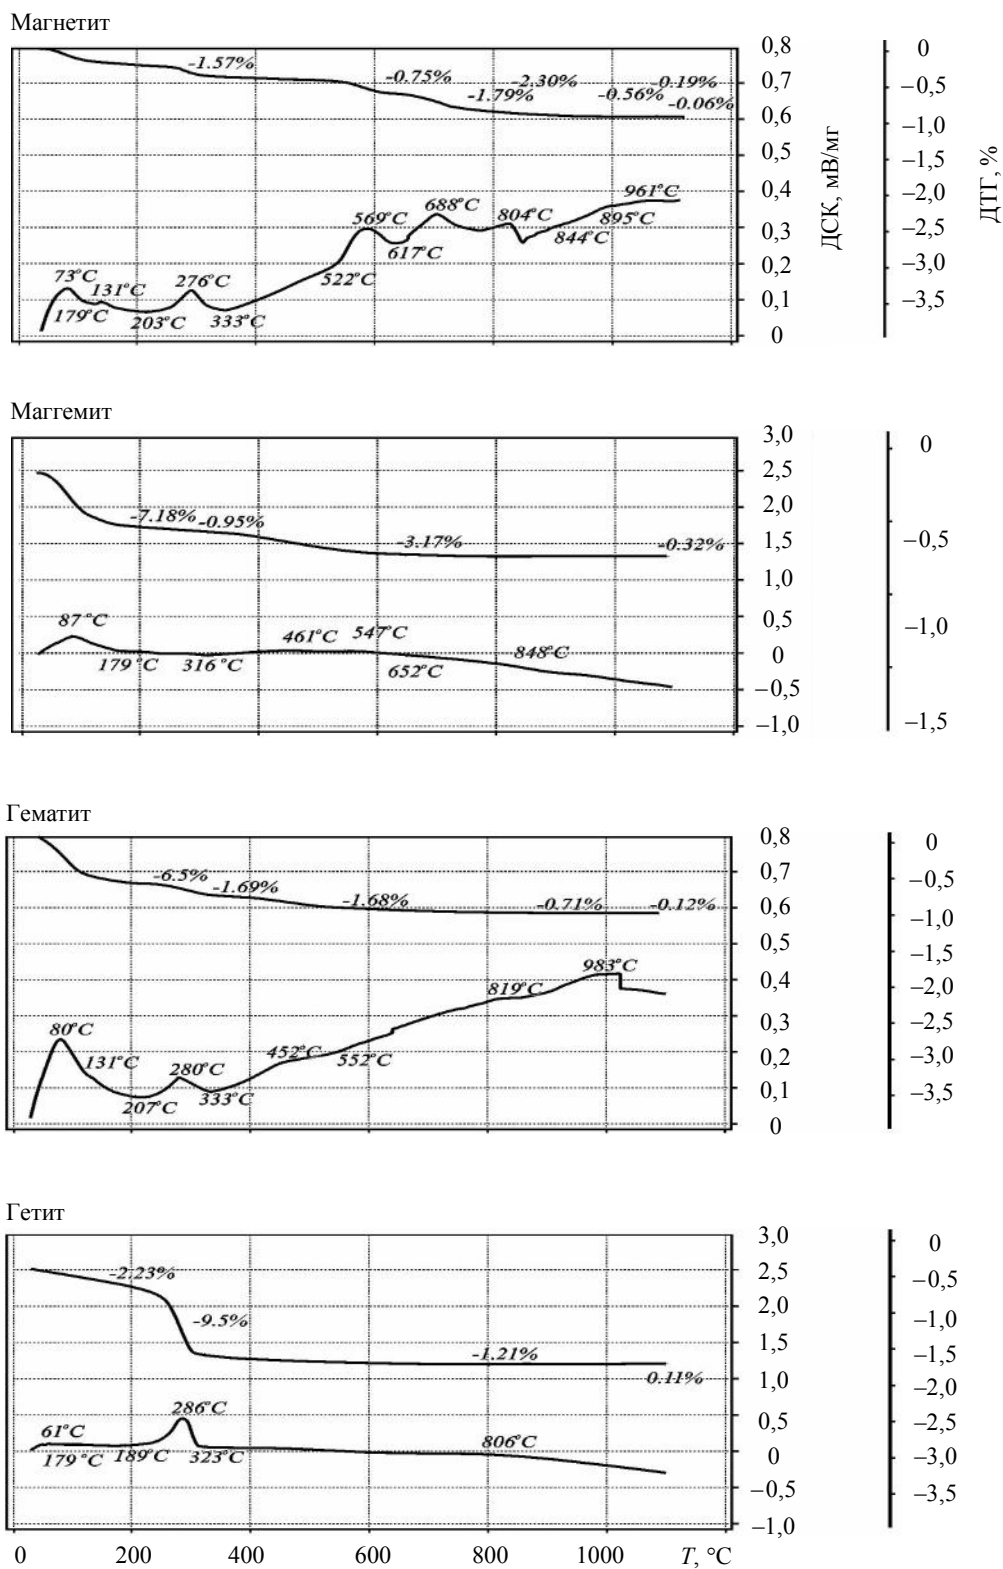 Магнетит
0,8
0
-1.57%
-0.75%
-2.30%
-0.19%
0,7
–0,5
-1.79%
-0.56%
-0.06%
0,6
–1,0
0,5
–1,5
ДСК, мВ/мг
ДТГ, %
0,4
–2,0
961°C
688°C
569°C
804°C
895°C
0,3
–2,5
617°C
844°C
0,2
–3,0
522°C
73°C
131°C
276°C
0,1
–3,5
179°C
203°C
333°C
0
Маггемит
3,0
0
2,5
2,0
-7.18%
-0.95%
-3.17%
-0.32%
1,5
–0,5
1,0
87°C
0,5
–1,0
461°C
547°C
0
179°C
316°C
652°C
848°C
–0,5
–1,0
–1,5
Гематит
0,8
0
0,7
–0,5
-6.5%
-1.69%
-1.68%
-0.71%
-0.12%
0,6
–1,0
0,5
–1,5
983°C
0,4
–2,0
819°C
0,3
–2,5
80°C
452°C
0,2
–3,0
131°C
280°C
552°C
0,1
–3,5
207°C
333°C
0
Гетит
3,0
0
-2.23%
2,5
–0,5
2,0
–1,0
-9.5%
-1.21%
1,5
–1,5
0.11%
1,0
–2,0
286°C
61°C
0,5
–2,5
179°C
189°C
323°C
806°C
0
–3,0
–0,5
–3,5
–1,0
0
200
400
600
800
1000
T, °C